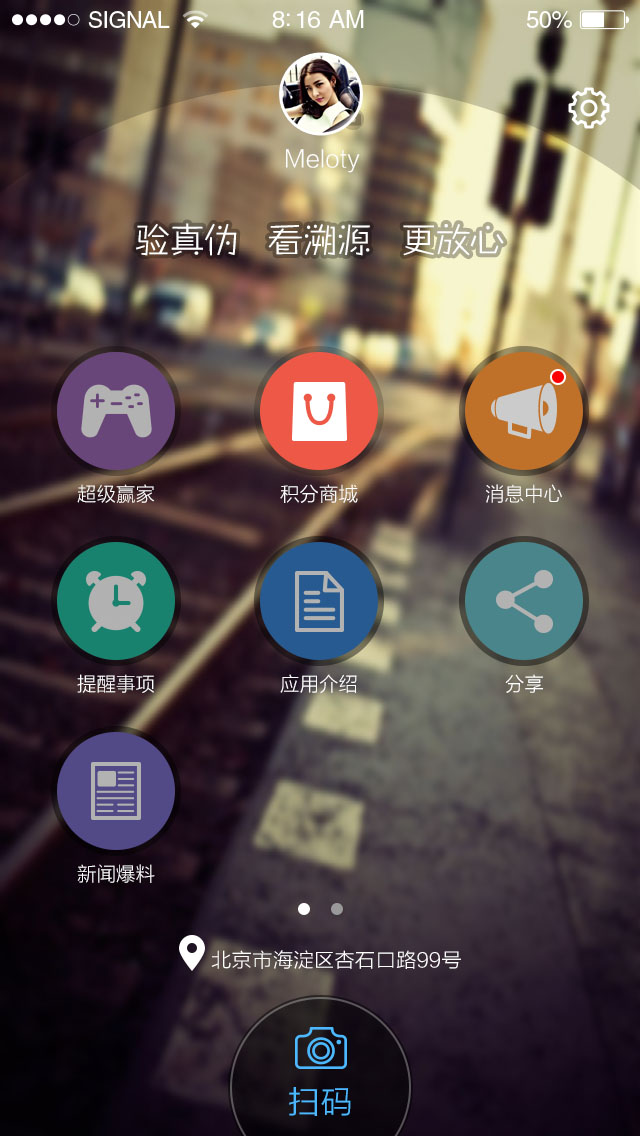 SIGNAL 8:16 AM 50%
Meloty
验真伪 看溯源 更放心
超级赢家 积分商城 消息中心
提醒事项 应用介绍 分享
新闻爆料
北京市海淀区杏石口路99号
扫码